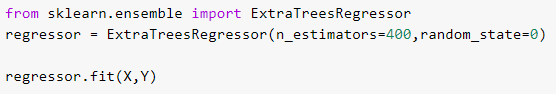 from sklearn.ensemble import ExtraTreesRegressor
regressor = ExtraTreesRegressor(n_estimators=400,random_state=0)
regressor.fit(X,Y)